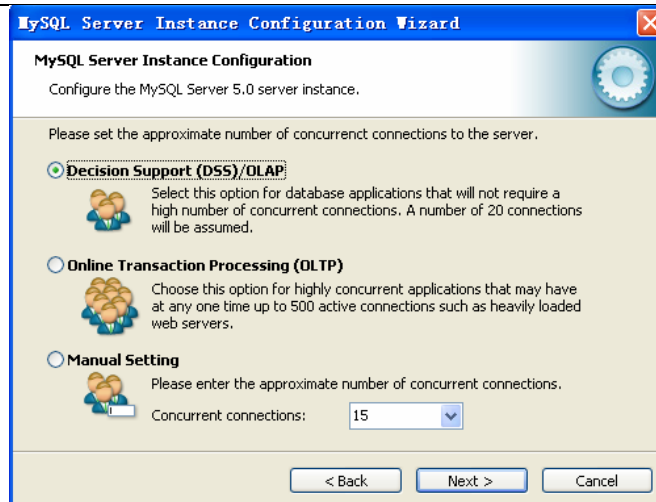 MySQL Server Instance Configuration Wizard
MySQL Server Instance Configuration
Configure the MySQL Server 5.0 server instance.
Please set the approximate number of concurrenct connections to the server.
Decision Support (DSS)/OLAP
Select this option for database applications that will not require a
high number of concurrent connections. A number of 20 connections
will be assumed.
Online Transaction Processing (OLTP)
Choose this option for highly concurrent applications that may have
at any one time up to 500 active connections such as heavily loaded
web servers.
Manual Setting
Please enter the approximate number of concurrent connections.
Concurrent connections: 15
< Back Next > Cancel